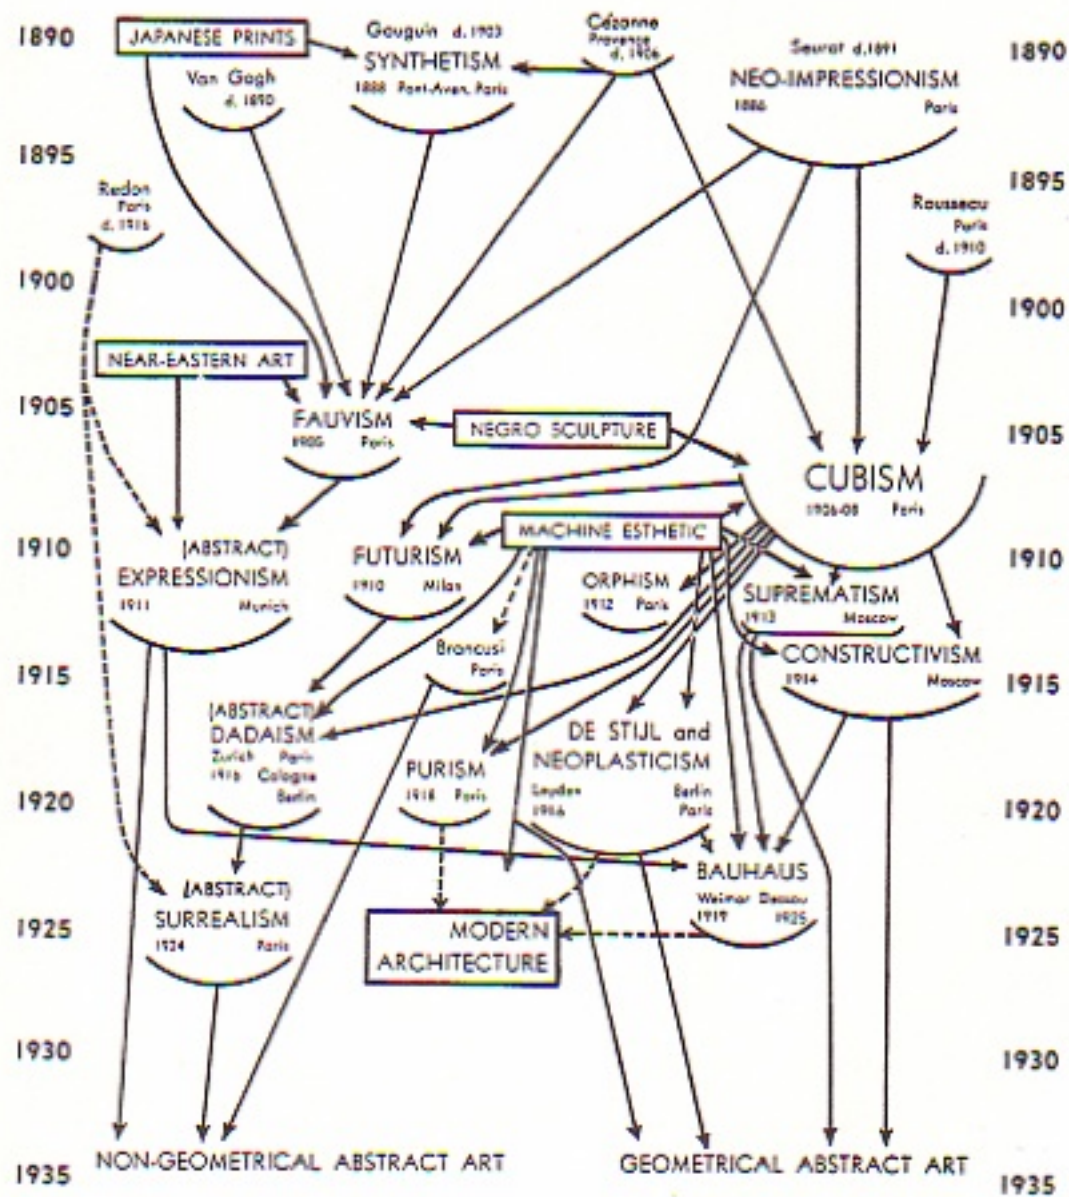 1890
JAPANESE PRINTS
Gauguin d. 1903
SYNTHETISM
1888 Pont-Aven, Paris
Cézanne
Provence
d. 1906
Seurat d.1891
NEO-IMPRESSIONISM
1886 Paris
1890
Van Gogh
d. 1890
1895
1895
Redon
Paris
d. 1916
Rousseau
Paris
d. 1910
1900
1900
NEAR-EASTERN ART
1905
FAUVISM
1905 Paris
NEGRO SCULPTURE
1905
CUBISM
1906-08 Paris
1910
(ABSTRACT)
EXPRESSIONISM
1911 Munich
FUTURISM
1910 Milan
MACHINE ESTHETIC
ORPHISM
1912 Paris
SUPREMATISM
1913 Moscow
1910
Brancusi
Paris
CONSTRUCTIVISM
1914 Moscow
1915
1915
(ABSTRACT)
DADAISM
Zurich Paris
1916 Cologne
Berlin
PURISM
1918 Paris
DE STIJL and
NEOPLASTICISM
Leyden Berlin
1916 Paris
1920
1920
BAUHAUS
Weimar Dessau
1919 1925
(ABSTRACT)
SURREALISM
1924 Paris
MODERN
ARCHITECTURE
1925
1925
1930
1930
NON-GEOMETRICAL ABSTRACT ART
GEOMETRICAL ABSTRACT ART
1935
1935